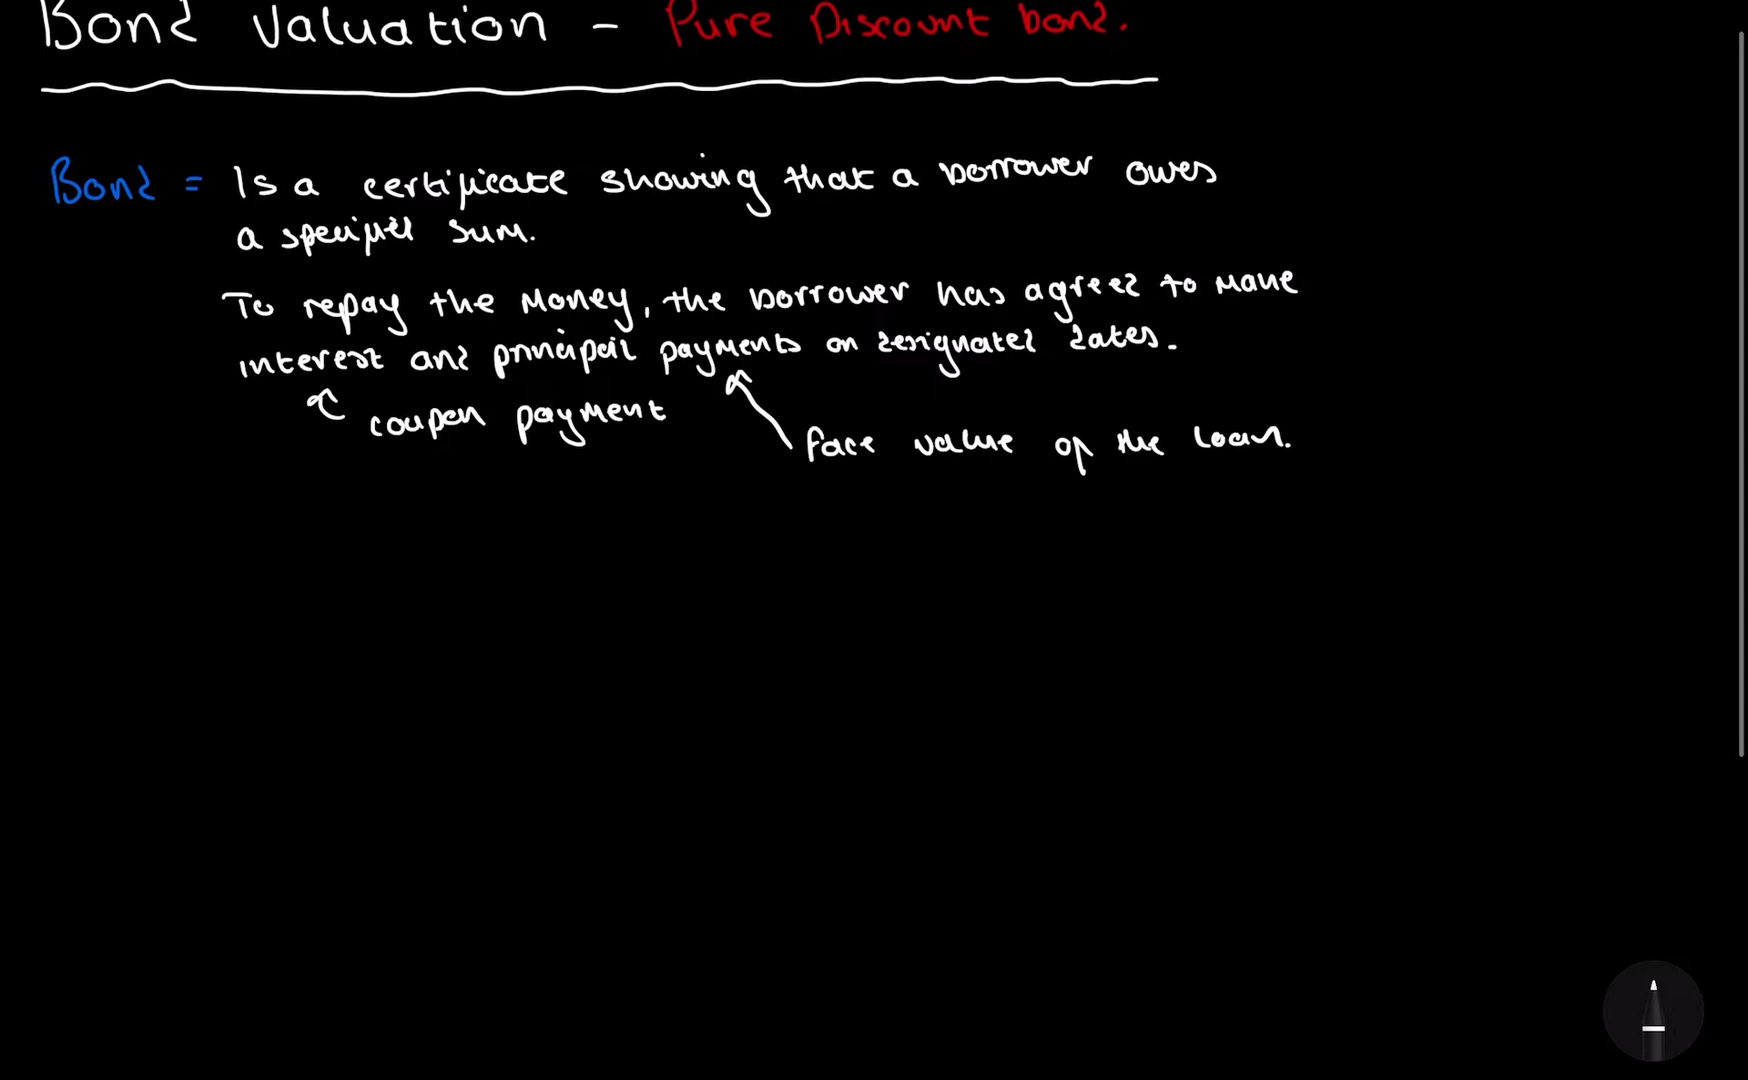 Bond Valuation - Pure Discount bond.
Bond = Is a certificate showing that a borrower owes
a specified sum.
To repay the money, the borrower has agreed to make
interest and principal payments on designated dates.
coupon payment
face value of the loan.